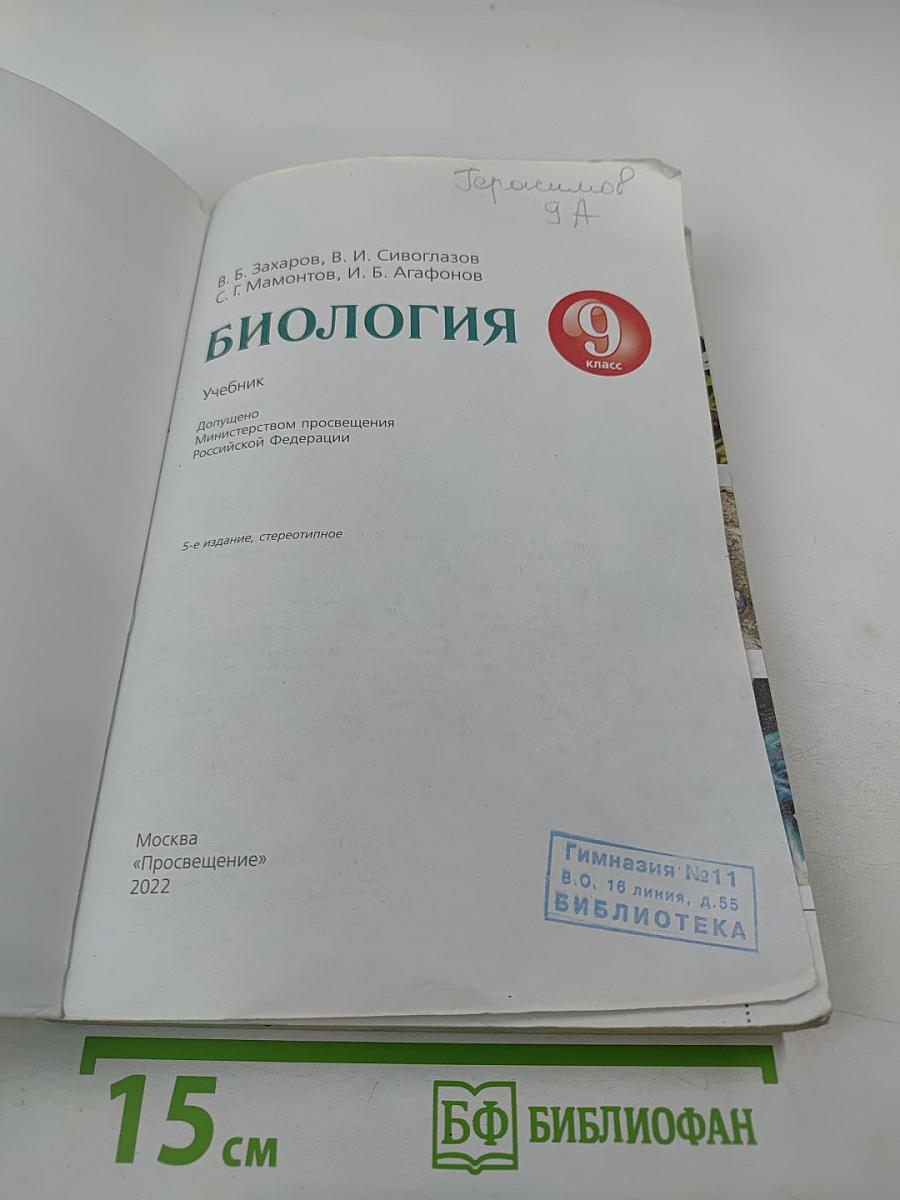 Герасимов
9 А
В. Б. Захаров, В. И. Сивоглазов
С. Г. Мамонтов, И. Б. Агафонов
БИОЛОГИЯ
9
класс
Учебник
Допущено
Министерством просвещения
Российской Федерации
5-е издание, стереотипное
Москва
«Просвещение»
2022
Гимназия №11
В.О. 16 линия, д.55
БИБЛИОТЕКА
15 см
БФ БИБЛИОФАН